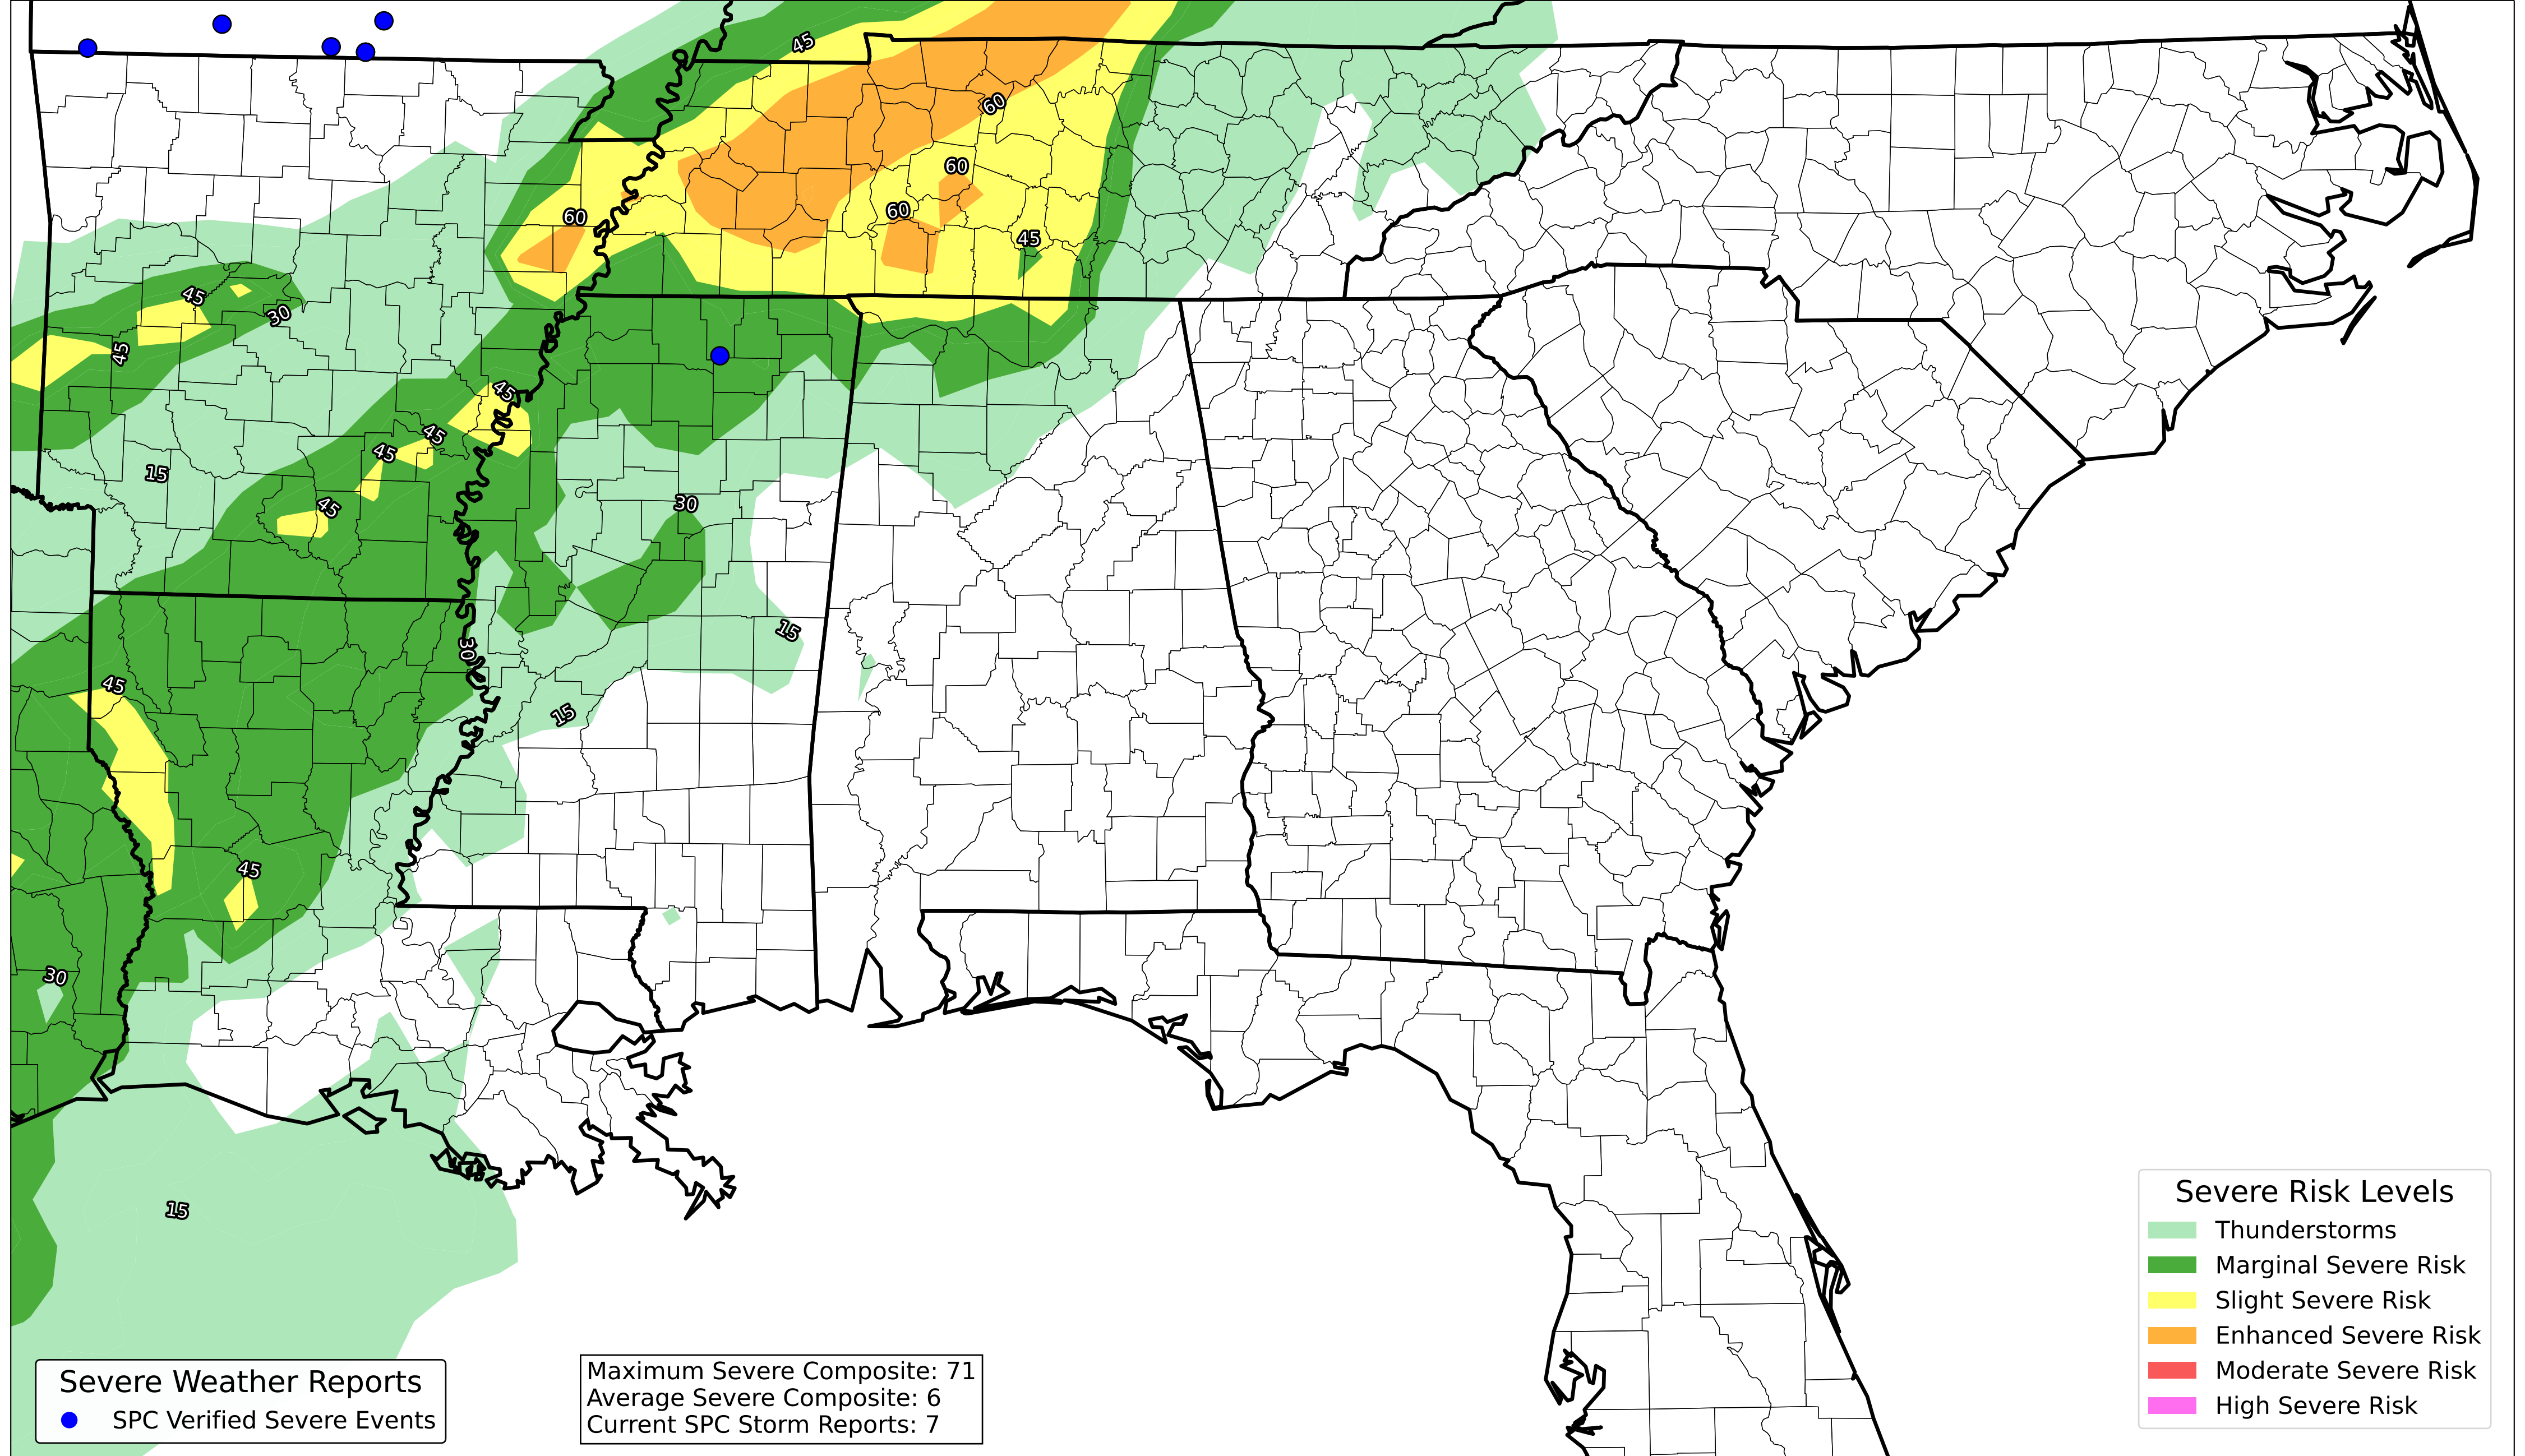 45
60
60
60
45
45
30
45
45
45
45
15
45
30
15
30
45
15
45
30
15
Severe Risk Levels
Thunderstorms
Marginal Severe Risk
Slight Severe Risk
Enhanced Severe Risk
Moderate Severe Risk
High Severe Risk
Severe Weather Reports
SPC Verified Severe Events
Maximum Severe Composite: 71
Average Severe Composite: 6
Current SPC Storm Reports: 7